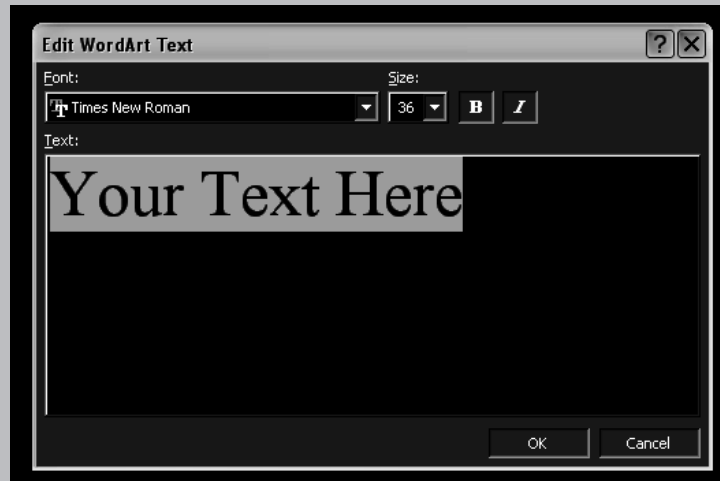 Edit WordArt Text
Font:
Size:
Times New Roman
36
B
I
Text:
Your Text Here
OK
Cancel